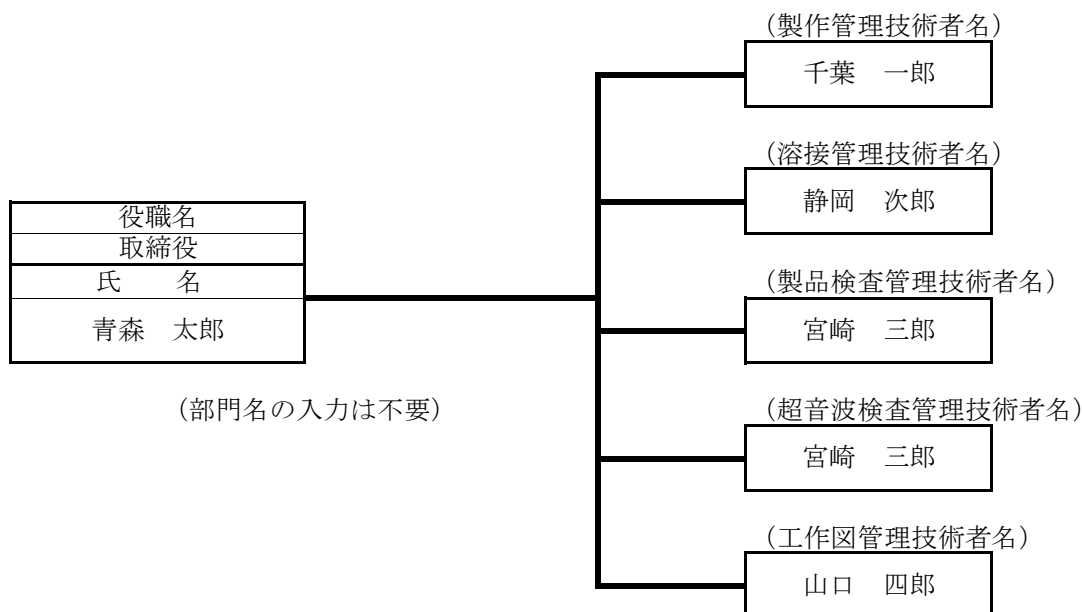 (製作管理技術者名)
千葉　一郎
(溶接管理技術者名)
静岡　次郎
役職名
取締役
氏　　名
青森　太郎
(製品検査管理技術者名)
宮崎　三郎
(部門名の入力は不要)
(超音波検査管理技術者名)
宮崎　三郎
(工作図管理技術者名)
山口　四郎